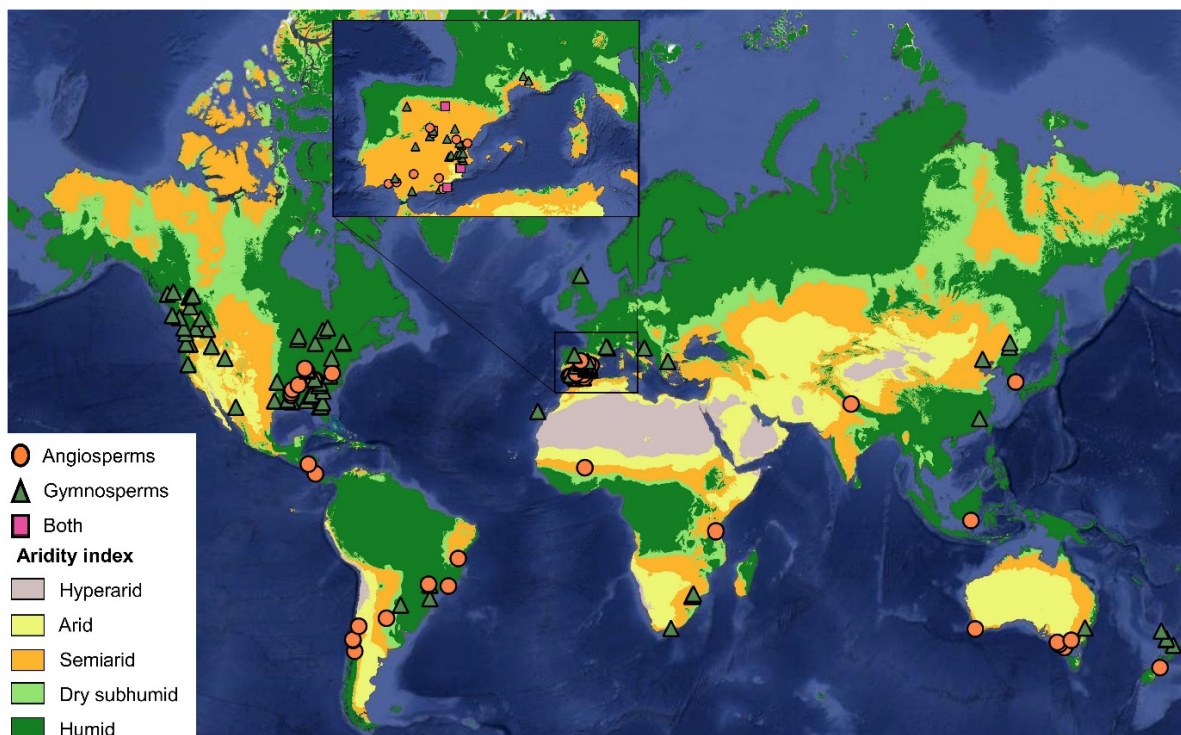 Angiosperms
Gymnosperms
Both
Aridity index
Hyperarid
Arid
Semiarid
Dry subhumid
Humid